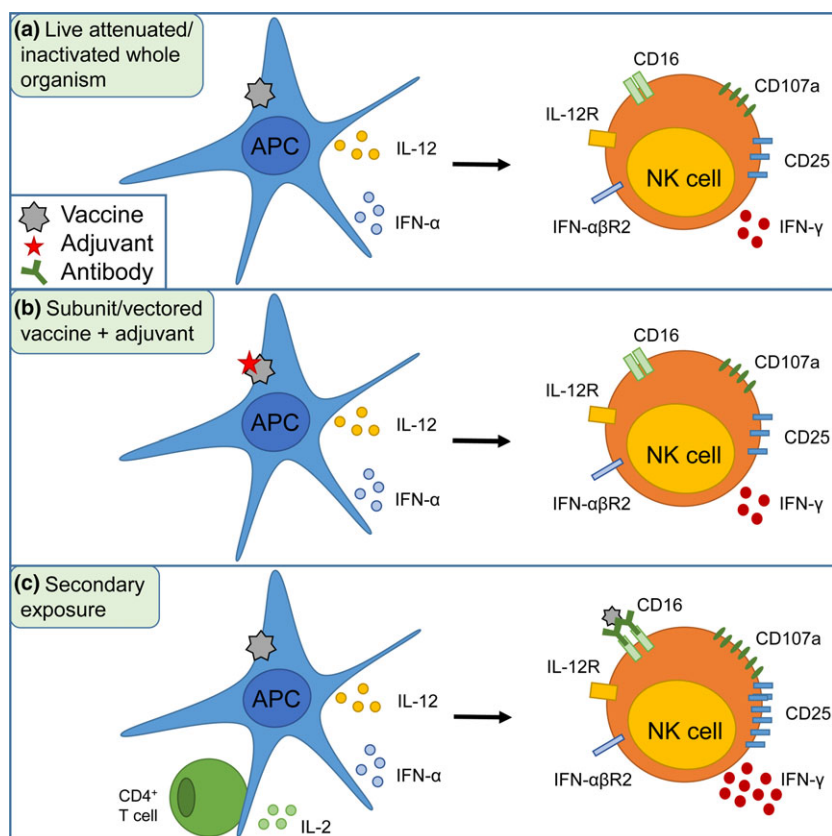 (a) Live attenuated/
inactivated whole
organism
APC
IL-12
IFN-α
CD16
CD107a
IL-12R
CD25
NK cell
IFN-αβR2
IFN-γ
Vaccine
Adjuvant
Antibody
(b) Subunit/vectored
vaccine + adjuvant
APC
IL-12
IFN-α
CD16
CD107a
IL-12R
CD25
NK cell
IFN-αβR2
IFN-γ
(c) Secondary
exposure
APC
IL-12
IFN-α
CD4⁺
T cell
IL-2
CD16
CD107a
IL-12R
CD25
NK cell
IFN-αβR2
IFN-γ